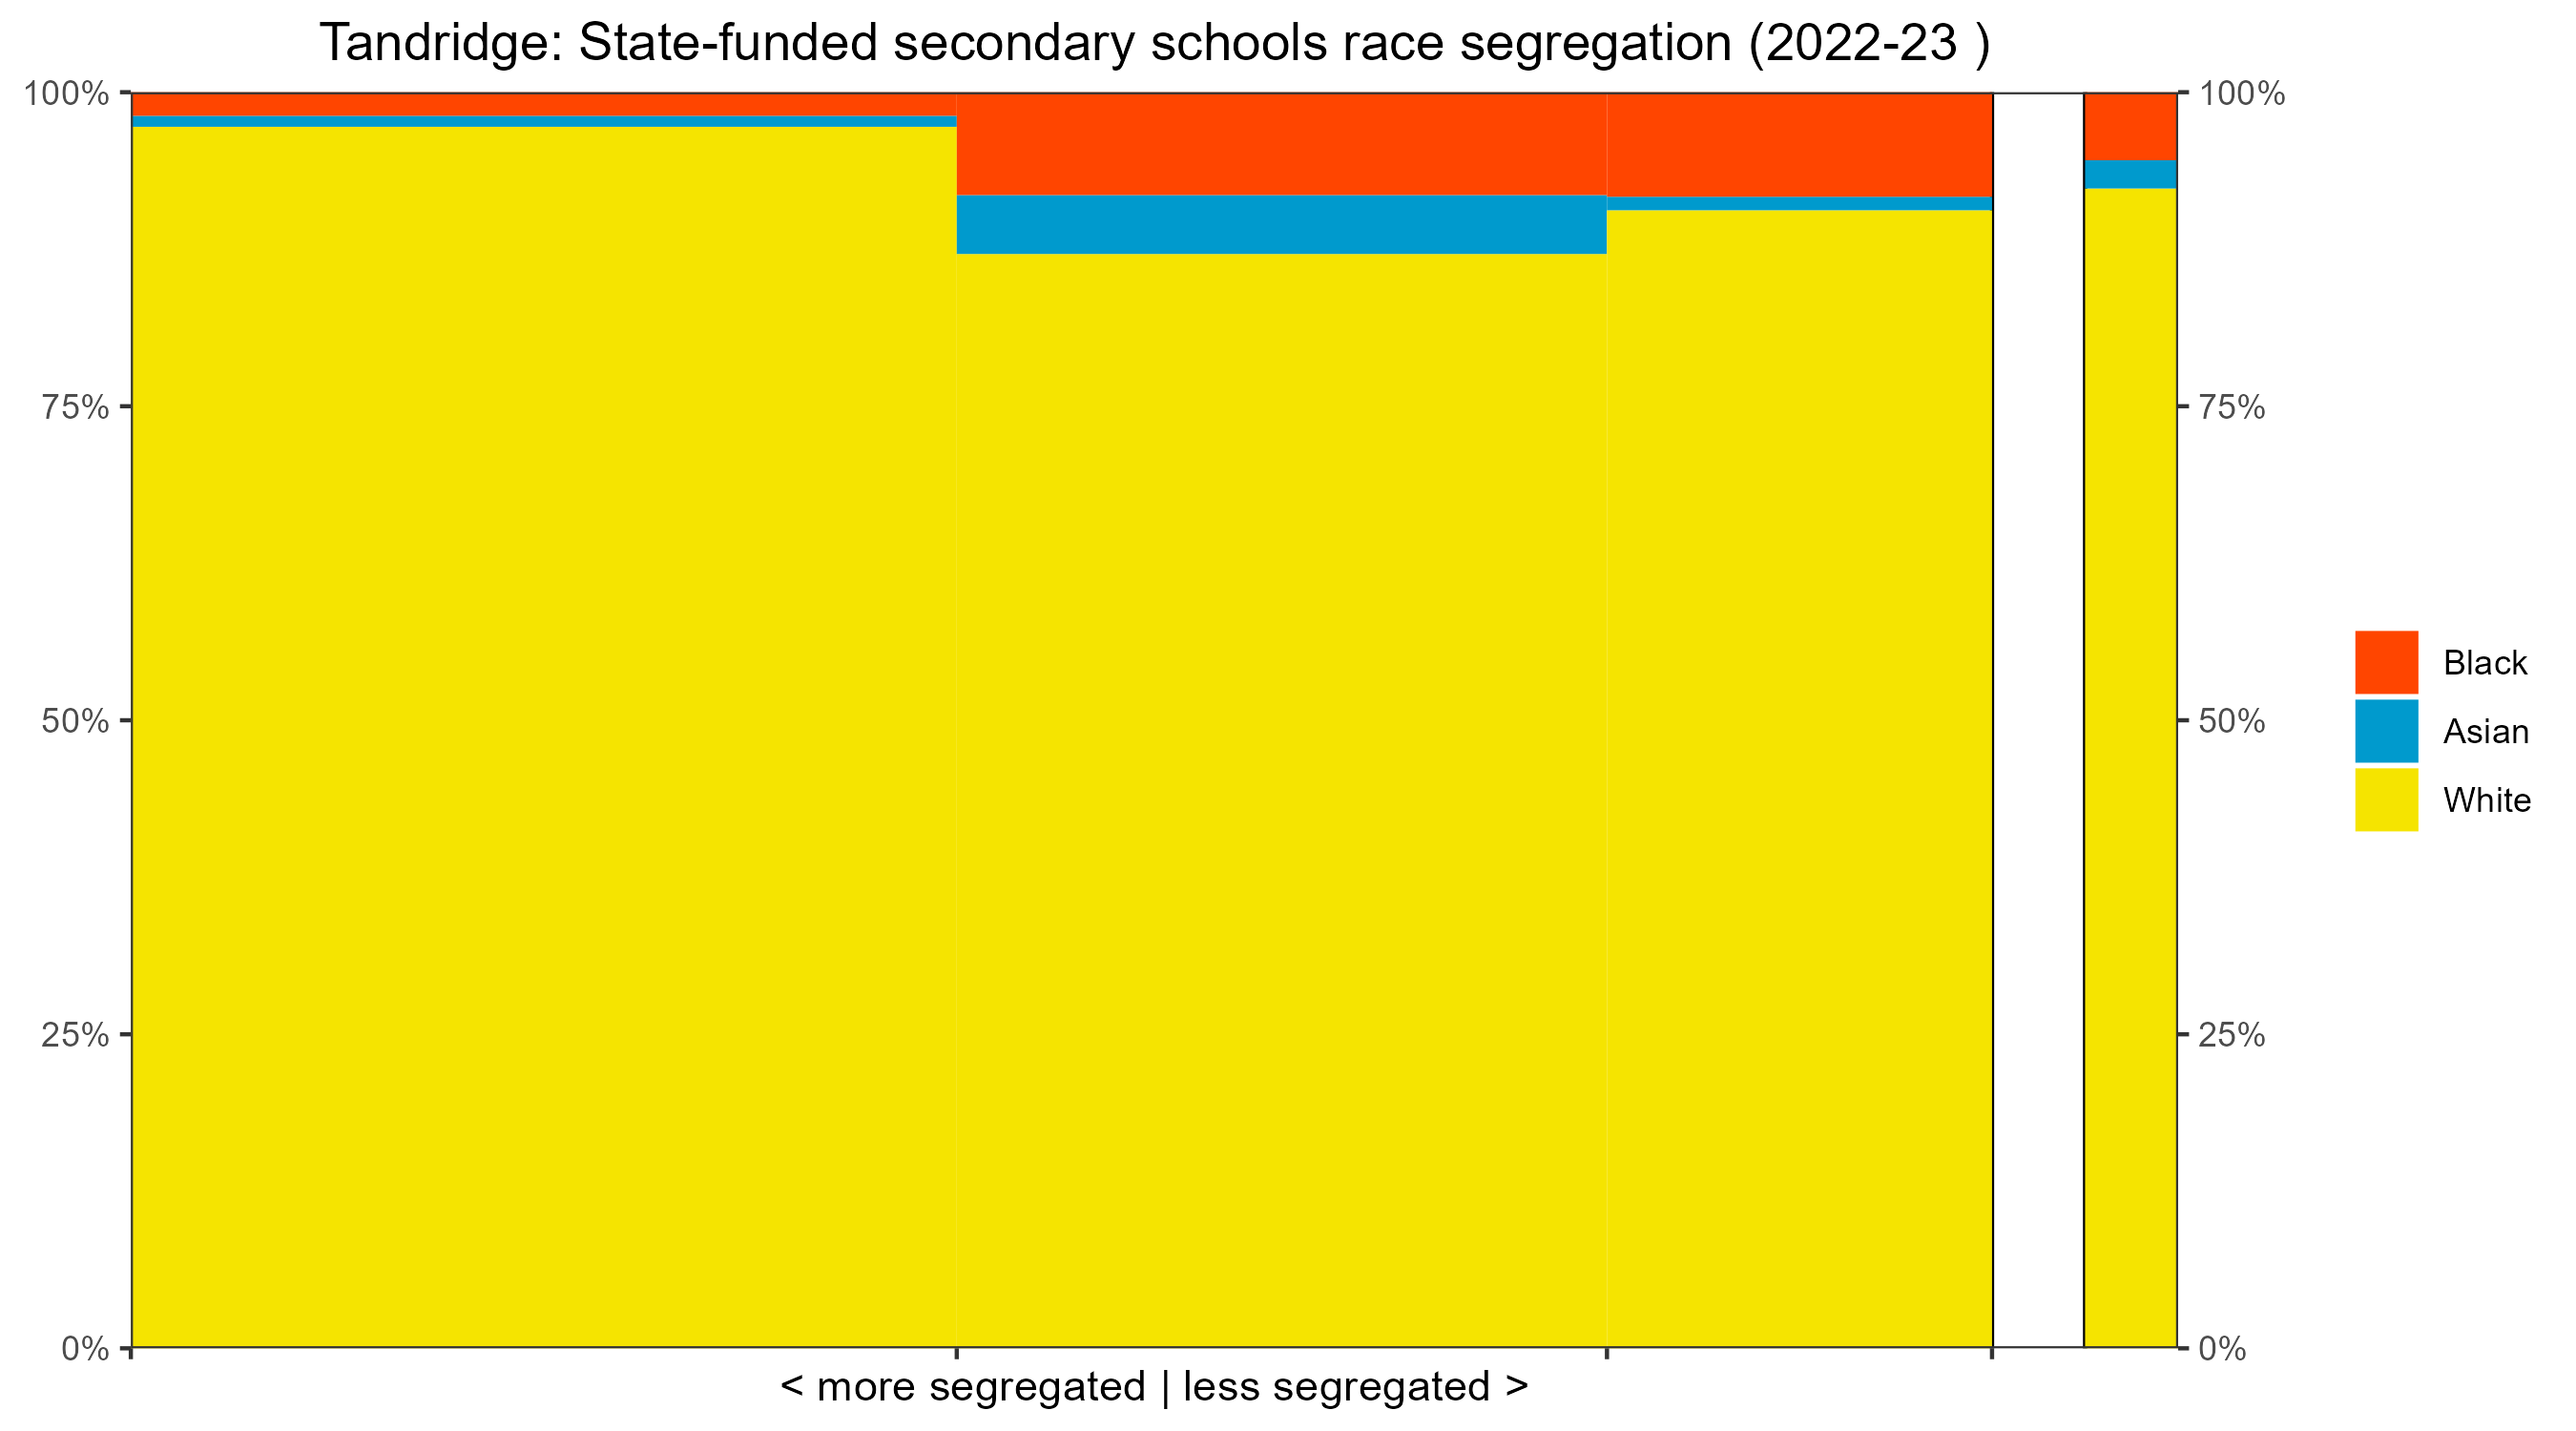 Tandridge: State-funded secondary schools race segregation (2022-23 )
100%
100%
75%
75%
50%
50%
25%
25%
0%
0%
Black
Asian
White
< more segregated | less segregated >